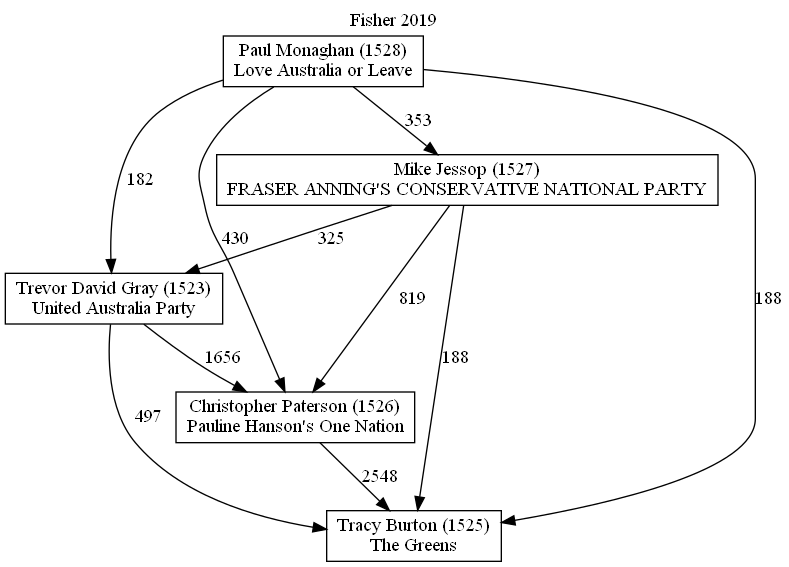 Fisher 2019
Paul Monaghan (1528)
Love Australia or Leave
353
Mike Jessop (1527)
FRASER ANNING'S CONSERVATIVE NATIONAL PARTY
182
430
325
Trevor David Gray (1523)
United Australia Party
819
188
1656
188
Christopher Paterson (1526)
Pauline Hanson's One Nation
497
2548
Tracy Burton (1525)
The Greens